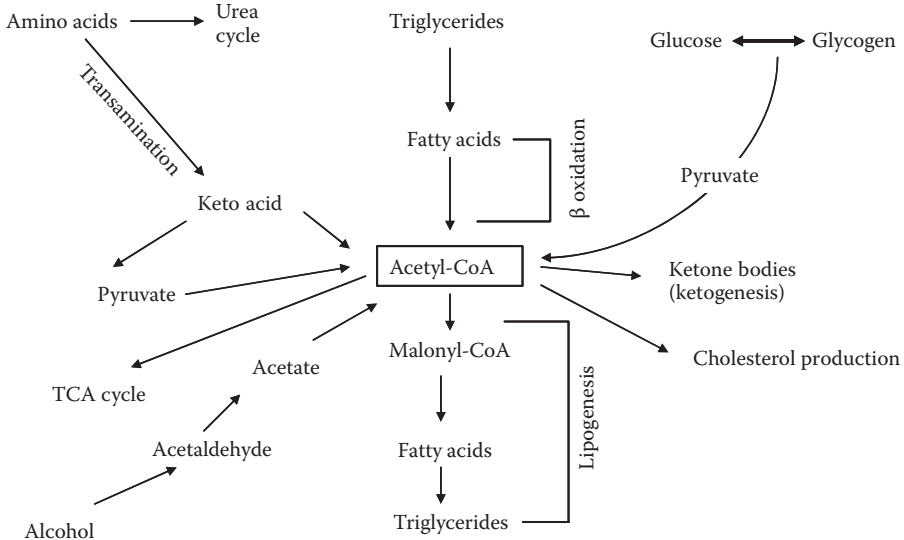 Amino acids
Urea
cycle
Triglycerides
Glucose
Glycogen
Transamination
Fatty acids
β oxidation
Pyruvate
Keto acid
Acetyl-CoA
Ketone bodies
(ketogenesis)
Pyruvate
Malonyl-CoA
Cholesterol production
Acetate
TCA cycle
Lipogenesis
Acetaldehyde
Fatty acids
Alcohol
Triglycerides